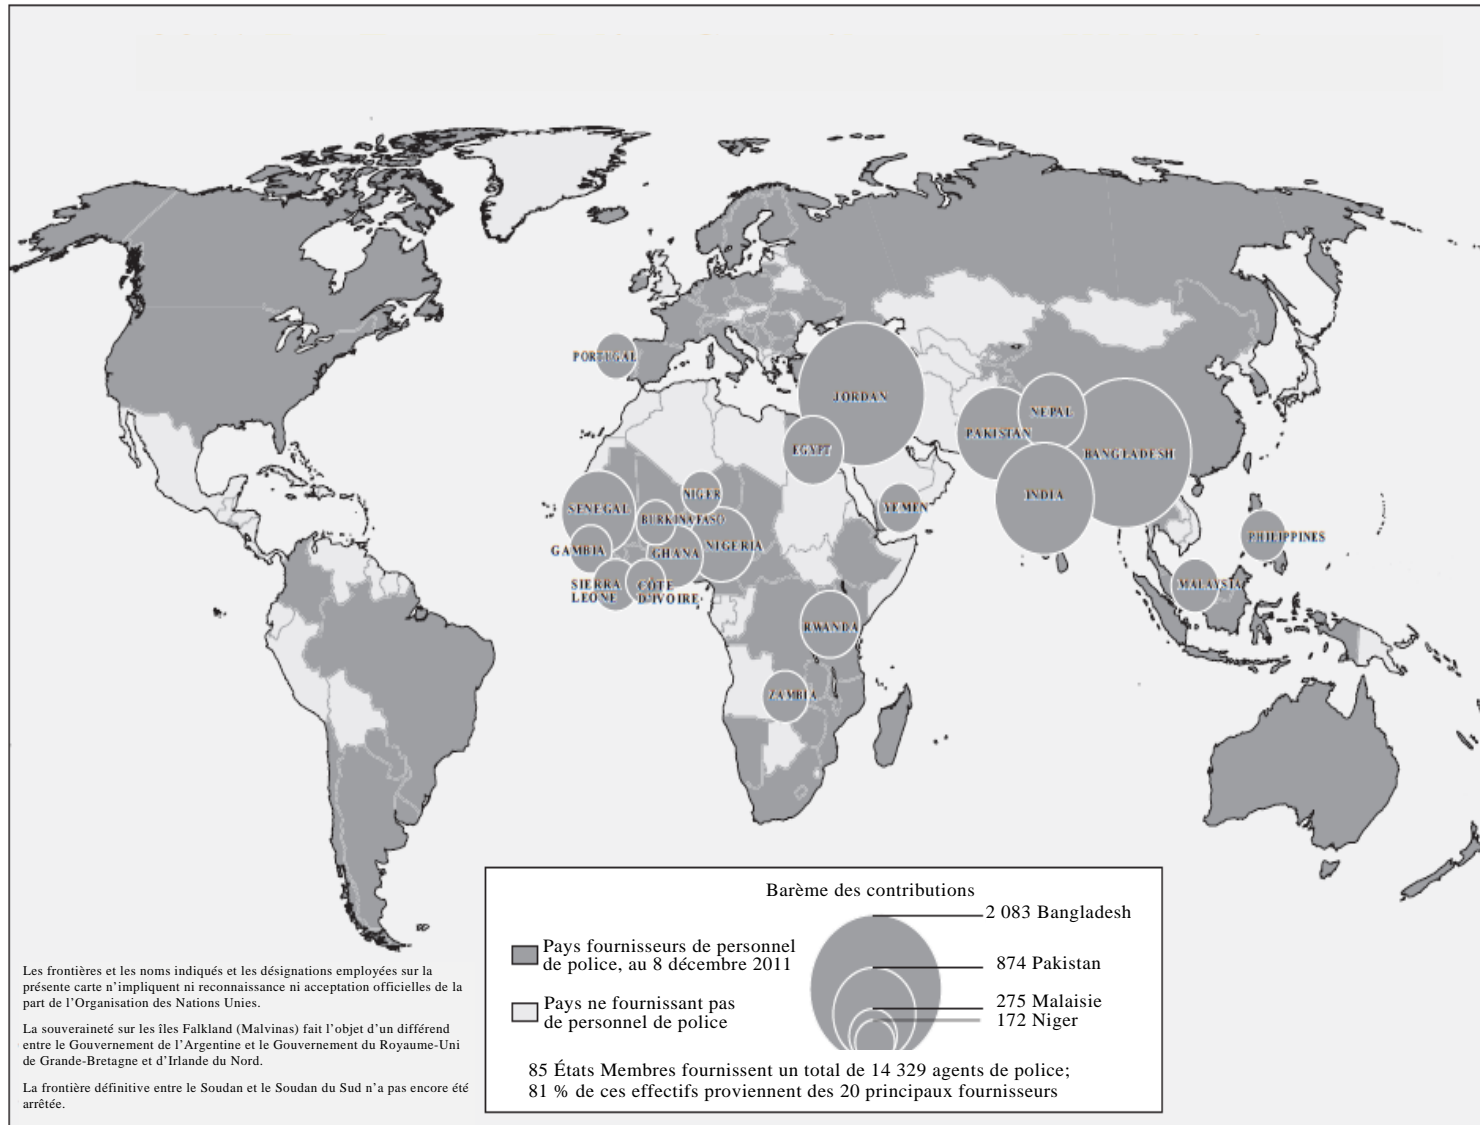 PORTUGAL
JORDAN
NEPAL
PAKISTAN
EGYPT
BANGLADESH
INDIA
NIGER
SENEGAL
YEMEN
BURKINA FASO
PHILIPPINES
GAMBIA
GHANA
NIGERIA
SIERRA
LEONE
CÔTE
D'IVOIRE
MALAYSIA
RWANDA
ZAMBIA
Barème des contributions
2 083 Bangladesh
Pays fournisseurs de personnel
de police, au 8 décembre 2011
874 Pakistan
275 Malaisie
172 Niger
Pays ne fournissant pas
de personnel de police
85 États Membres fournissent un total de 14 329 agents de police;
81 % de ces effectifs proviennent des 20 principaux fournisseurs
Les frontières et les noms indiqués et les désignations employées sur la
présente carte n'impliquent ni reconnaissance ni acceptation officielles de la
part de l'Organisation des Nations Unies.
La souveraineté sur les îles Falkland (Malvinas) fait l'objet d'un différend
entre le Gouvernement de l'Argentine et le Gouvernement du Royaume-Uni
de Grande-Bretagne et d'Irlande du Nord.
La frontière définitive entre le Soudan et le Soudan du Sud n'a pas encore été
arrêtée.